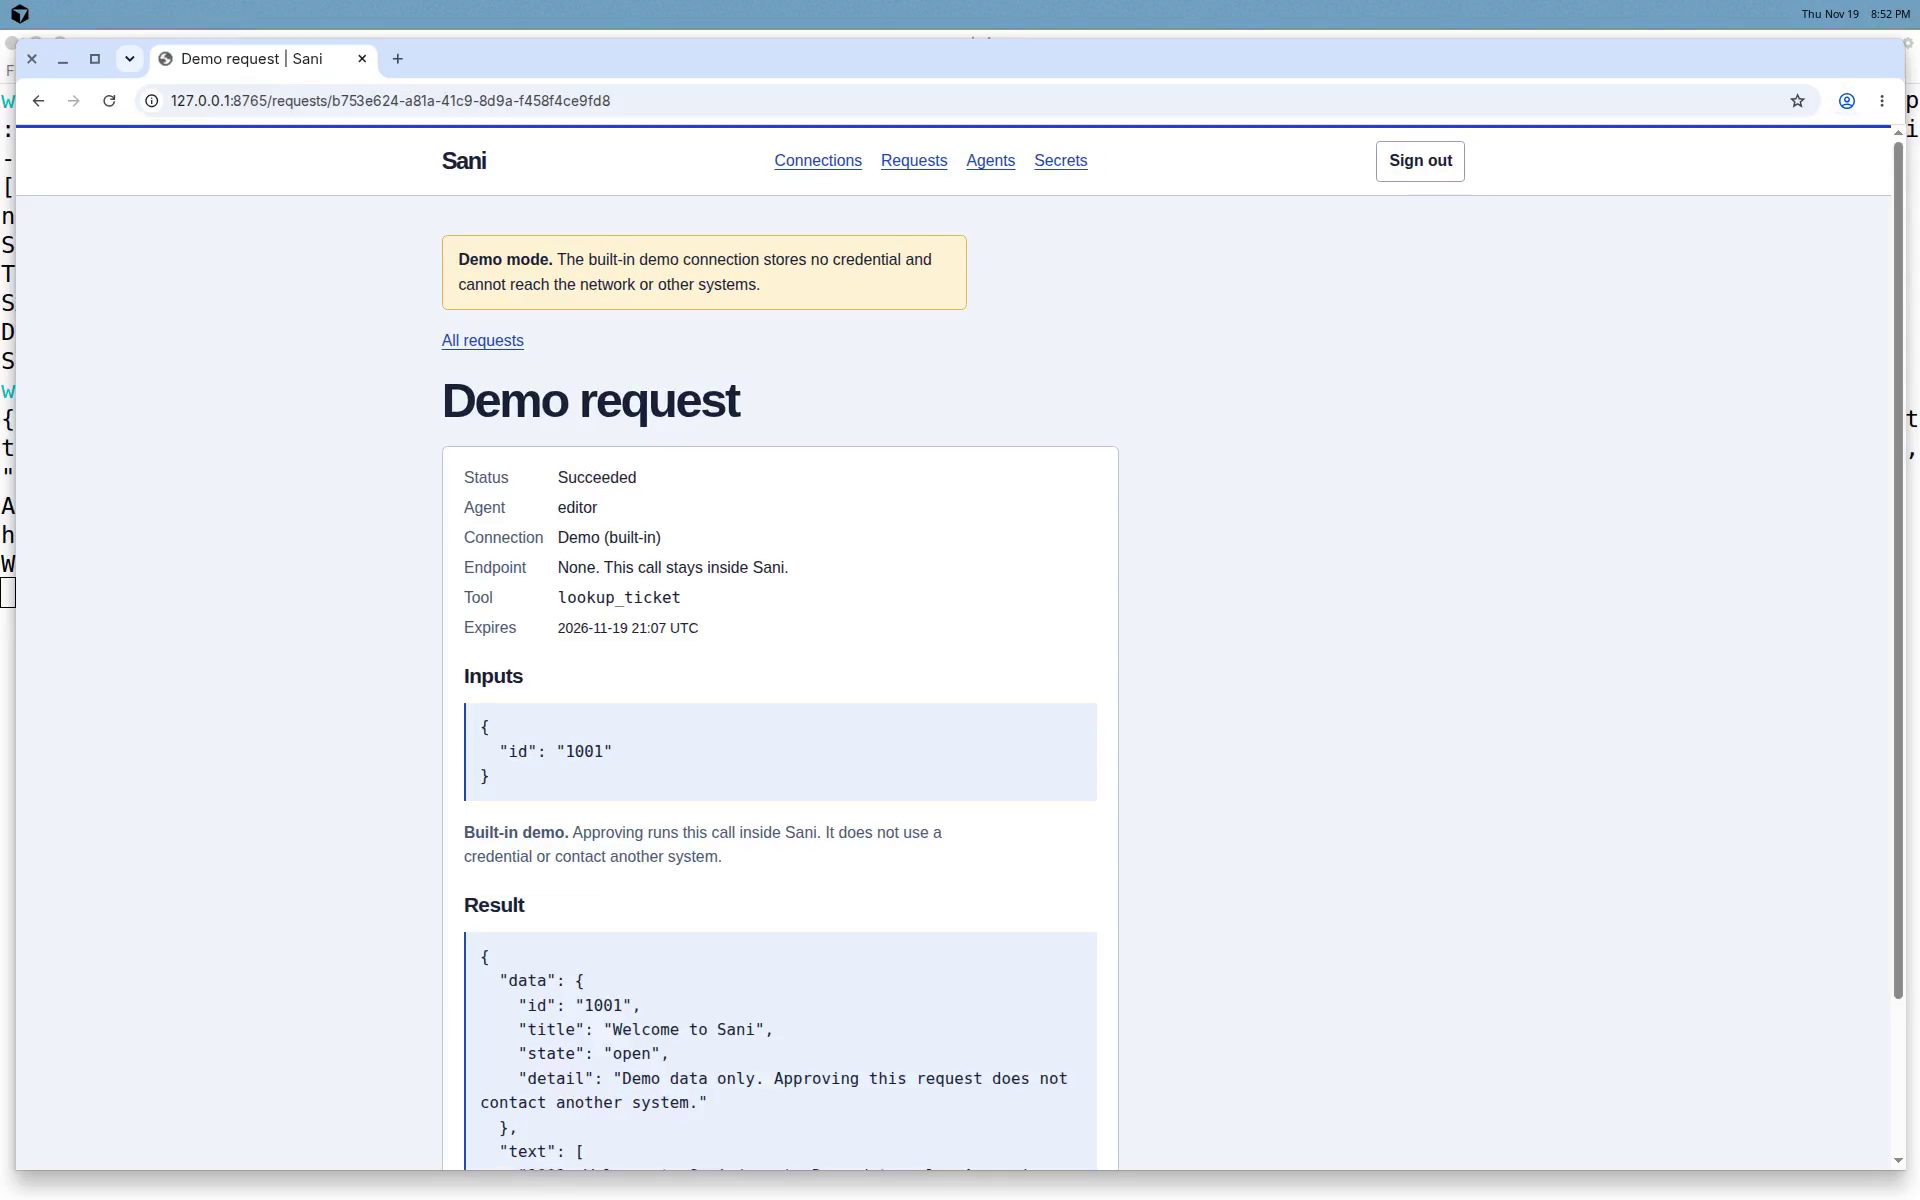 Thu Nov 19 8:52 PM
Demo request | Sani
127.0.0.1:8765/requests/b753e624-a81a-41c9-8d9a-f458f4ce9fd8
Sani
Connections Requests Agents Secrets
Sign out
Demo mode. The built-in demo connection stores no credential and
cannot reach the network or other systems.
All requests
Demo request
Status Succeeded
Agent editor
Connection Demo (built-in)
Endpoint None. This call stays inside Sani.
Tool lookup_ticket
Expires 2026-11-19 21:07 UTC
Inputs
{
"id": "1001"
}
Built-in demo. Approving runs this call inside Sani. It does not use a
credential or contact another system.
Result
{
"data": {
"id": "1001",
"title": "Welcome to Sani",
"state": "open",
"detail": "Demo data only. Approving this request does not
contact another system."
},
"text": [